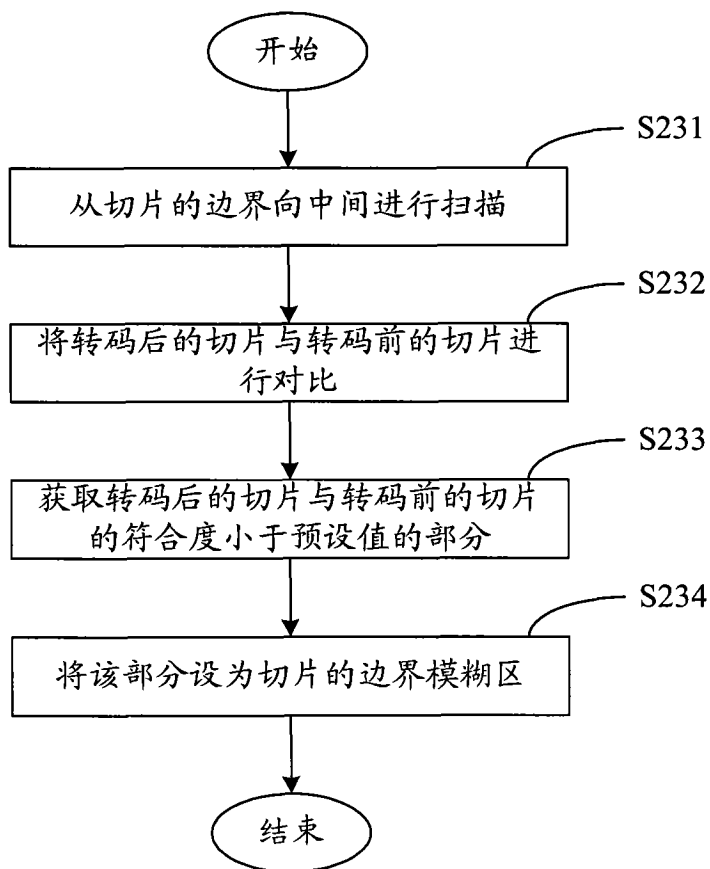 开始
S231
从切片的边界向中间进行扫描
S232
将转码后的切片与转码前的切片进
行对比
S233
获取转码后的切片与转码前的切片
的符合度小于预设值的部分
S234
将该部分设为切片的边界模糊区
结束